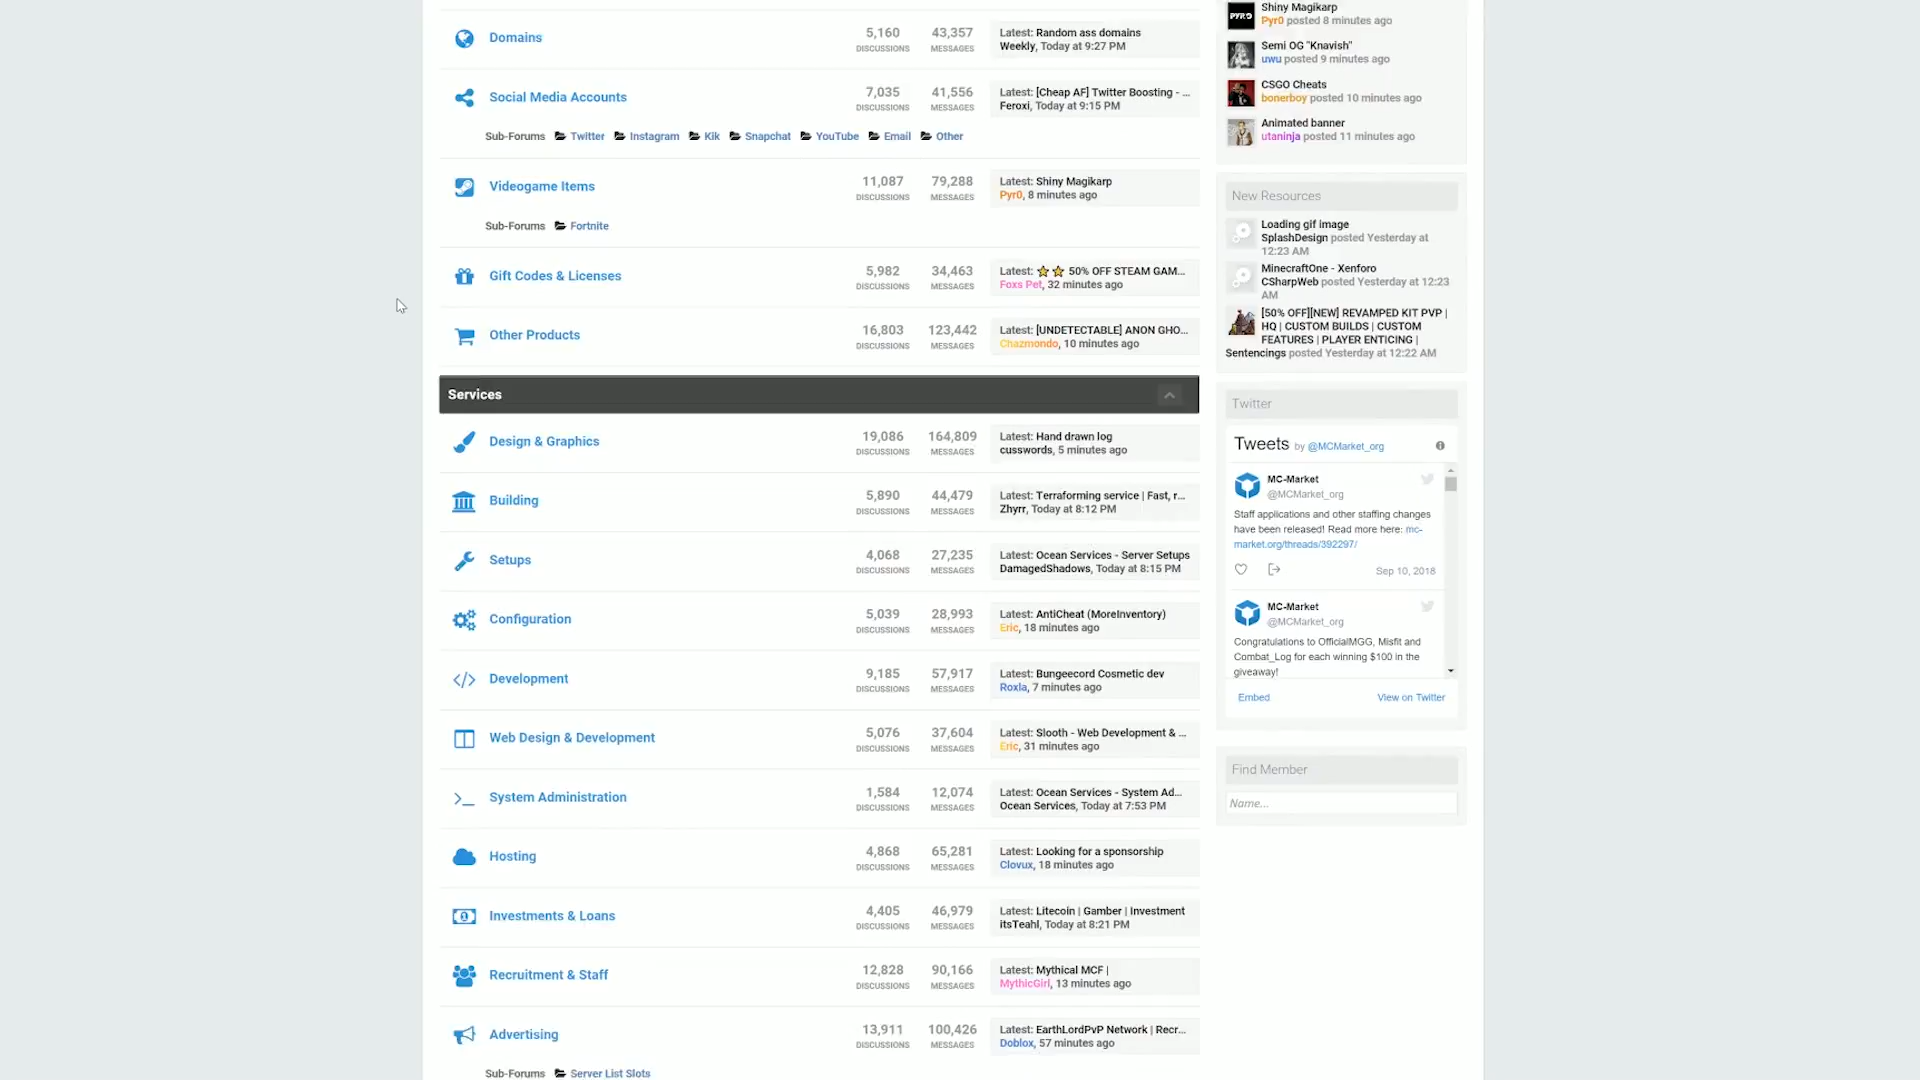 Domains
5,160 43,357
DISCUSSIONS MESSAGES
Latest: Random ass domains
Weekly, Today at 9:27 PM
Social Media Accounts
7,035 41,556
DISCUSSIONS MESSAGES
Latest: [Cheap AF] Twitter Boosting - ...
Feroxi, Today at 9:15 PM
Sub-Forums Twitter Instagram Kik Snapchat YouTube Email Other
Videogame Items
11,087 79,288
DISCUSSIONS MESSAGES
Latest: Shiny Magikarp
Pyr0, 8 minutes ago
Sub-Forums Fortnite
Gift Codes & Licenses
5,982 34,463
DISCUSSIONS MESSAGES
Latest: ⭐⭐ 50% OFF STEAM GAM...
Foxs Pet, 32 minutes ago
Other Products
16,803 123,442
DISCUSSIONS MESSAGES
Latest: [UNDETECTABLE] ANON GHO...
Chazmondo, 10 minutes ago
Services
Design & Graphics
19,086 164,809
DISCUSSIONS MESSAGES
Latest: Hand drawn log
cusswords, 5 minutes ago
Building
5,890 44,479
DISCUSSIONS MESSAGES
Latest: Terraforming service | Fast, r...
Zhyrr, Today at 8:12 PM
Setups
4,068 27,235
DISCUSSIONS MESSAGES
Latest: Ocean Services - Server Setups
DamagedShadows, Today at 8:15 PM
Configuration
5,039 28,993
DISCUSSIONS MESSAGES
Latest: AntiCheat (MoreInventory)
Eric, 18 minutes ago
Development
9,185 57,917
DISCUSSIONS MESSAGES
Latest: Bungeecord Cosmetic dev
Roxla, 7 minutes ago
Web Design & Development
5,076 37,604
DISCUSSIONS MESSAGES
Latest: Slooth - Web Development & ...
Eric, 31 minutes ago
System Administration
1,584 12,074
DISCUSSIONS MESSAGES
Latest: Ocean Services - System Ad...
Ocean Services, Today at 7:53 PM
Hosting
4,868 65,281
DISCUSSIONS MESSAGES
Latest: Looking for a sponsorship
Clovux, 18 minutes ago
Investments & Loans
4,405 46,979
DISCUSSIONS MESSAGES
Latest: Litecoin | Gamber | Investment
itsTeahl, Today at 8:21 PM
Recruitment & Staff
12,828 90,166
DISCUSSIONS MESSAGES
Latest: Mythical MCF |
MythicGirl, 13 minutes ago
Advertising
13,911 100,426
DISCUSSIONS MESSAGES
Latest: EarthLordPvP Network | Recr...
Doblox, 57 minutes ago
Sub-Forums Server List Slots
PYRO
Shiny Magikarp
Pyr0 posted 8 minutes ago
Semi OG "Knavish"
uwu posted 9 minutes ago
CSGO Cheats
bonerboy posted 10 minutes ago
Animated banner
utaninja posted 11 minutes ago
New Resources
Loading gif image
SplashDesign posted Yesterday at
12:23 AM
MinecraftOne - Xenforo
CSharpWeb posted Yesterday at 12:23
AM
[50% OFF][NEW] REVAMPED KIT PVP |
HQ | CUSTOM BUILDS | CUSTOM
FEATURES | PLAYER ENTICING |
Sentencings posted Yesterday at 12:22 AM
Twitter
Tweets by @MCMarket_org
MC-Market
@MCMarket_org
Staff applications and other staffing changes
have been released! Read more here: mc-
market.org/threads/392297/
Sep 10, 2018
MC-Market
@MCMarket_org
Congratulations to OfficialMGG, Misfit and
Combat_Log for each winning $100 in the
giveaway!
Embed View on Twitter
Find Member
Name...